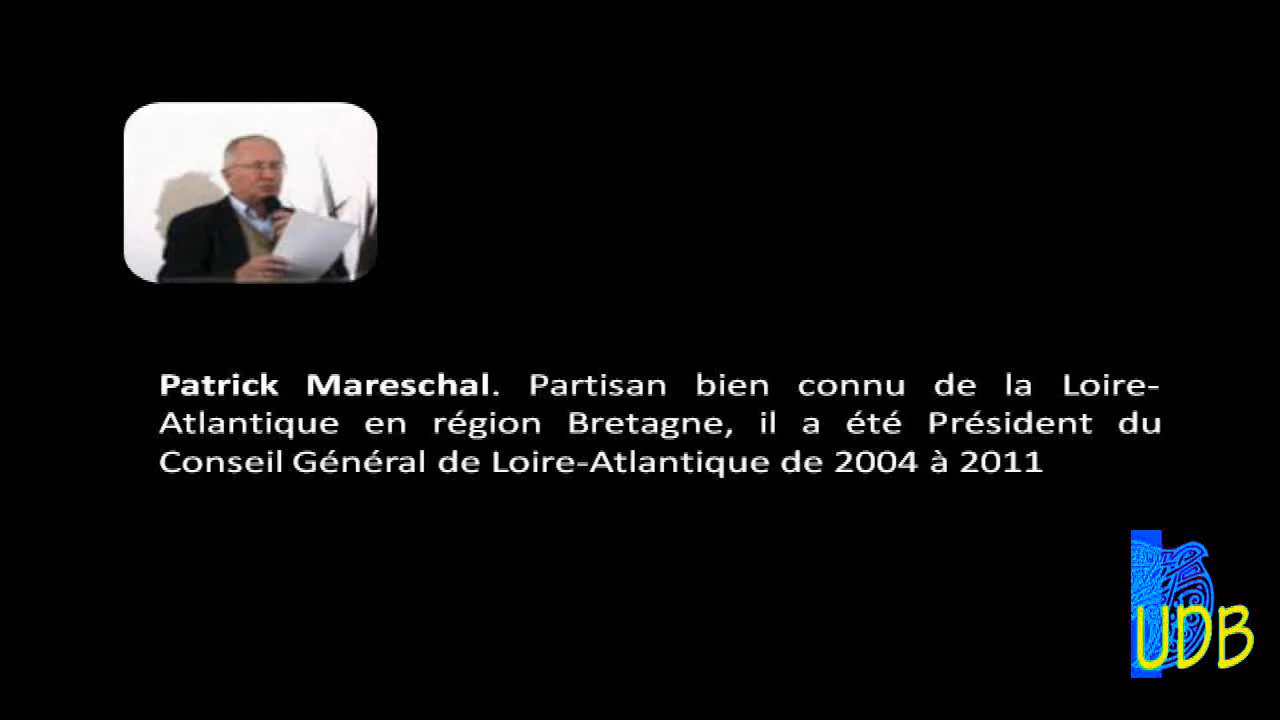 Patrick Mareschal. Partisan bien connu de la Loire-
Atlantique en région Bretagne, il a été Président du
Conseil Général de Loire-Atlantique de 2004 à 2011
UDB